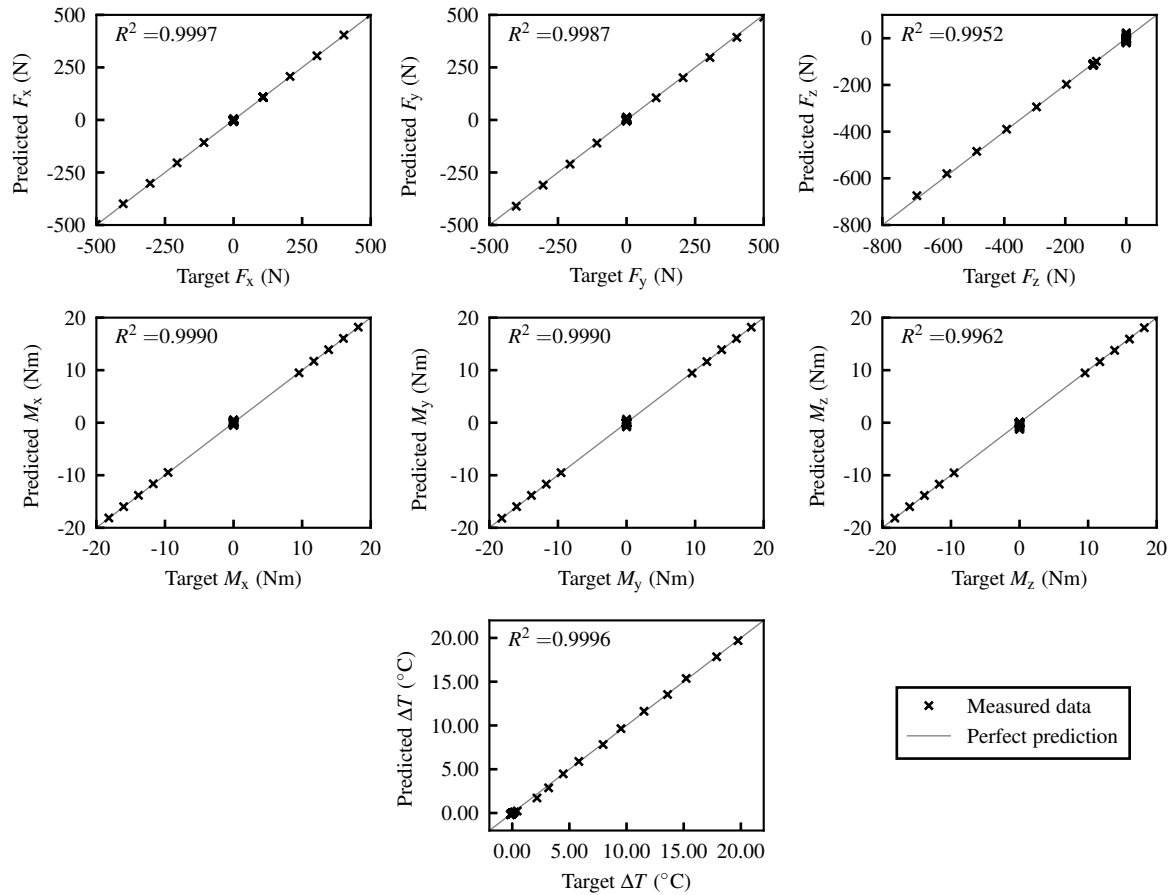 R² =0.9997
500
250
0
-250
-500
Predicted Fx (N)
-500 -250 0 250 500
Target Fx (N)
R² =0.9987
500
250
0
-250
-500
Predicted Fy (N)
-500 -250 0 250 500
Target Fy (N)
R² =0.9952
0
-200
-400
-600
-800
Predicted Fz (N)
-800 -600 -400 -200 0
Target Fz (N)
R² =0.9990
20
10
0
-10
-20
Predicted Mx (Nm)
-20 -10 0 10 20
Target Mx (Nm)
R² =0.9990
20
10
0
-10
-20
Predicted My (Nm)
-20 -10 0 10 20
Target My (Nm)
R² =0.9962
20
10
0
-10
-20
Predicted Mz (Nm)
-20 -10 0 10 20
Target Mz (Nm)
R² =0.9996
20.00
15.00
10.00
5.00
0.00
Predicted ΔT (°C)
0.00 5.00 10.00 15.00 20.00
Target ΔT (°C)
Measured data
Perfect prediction